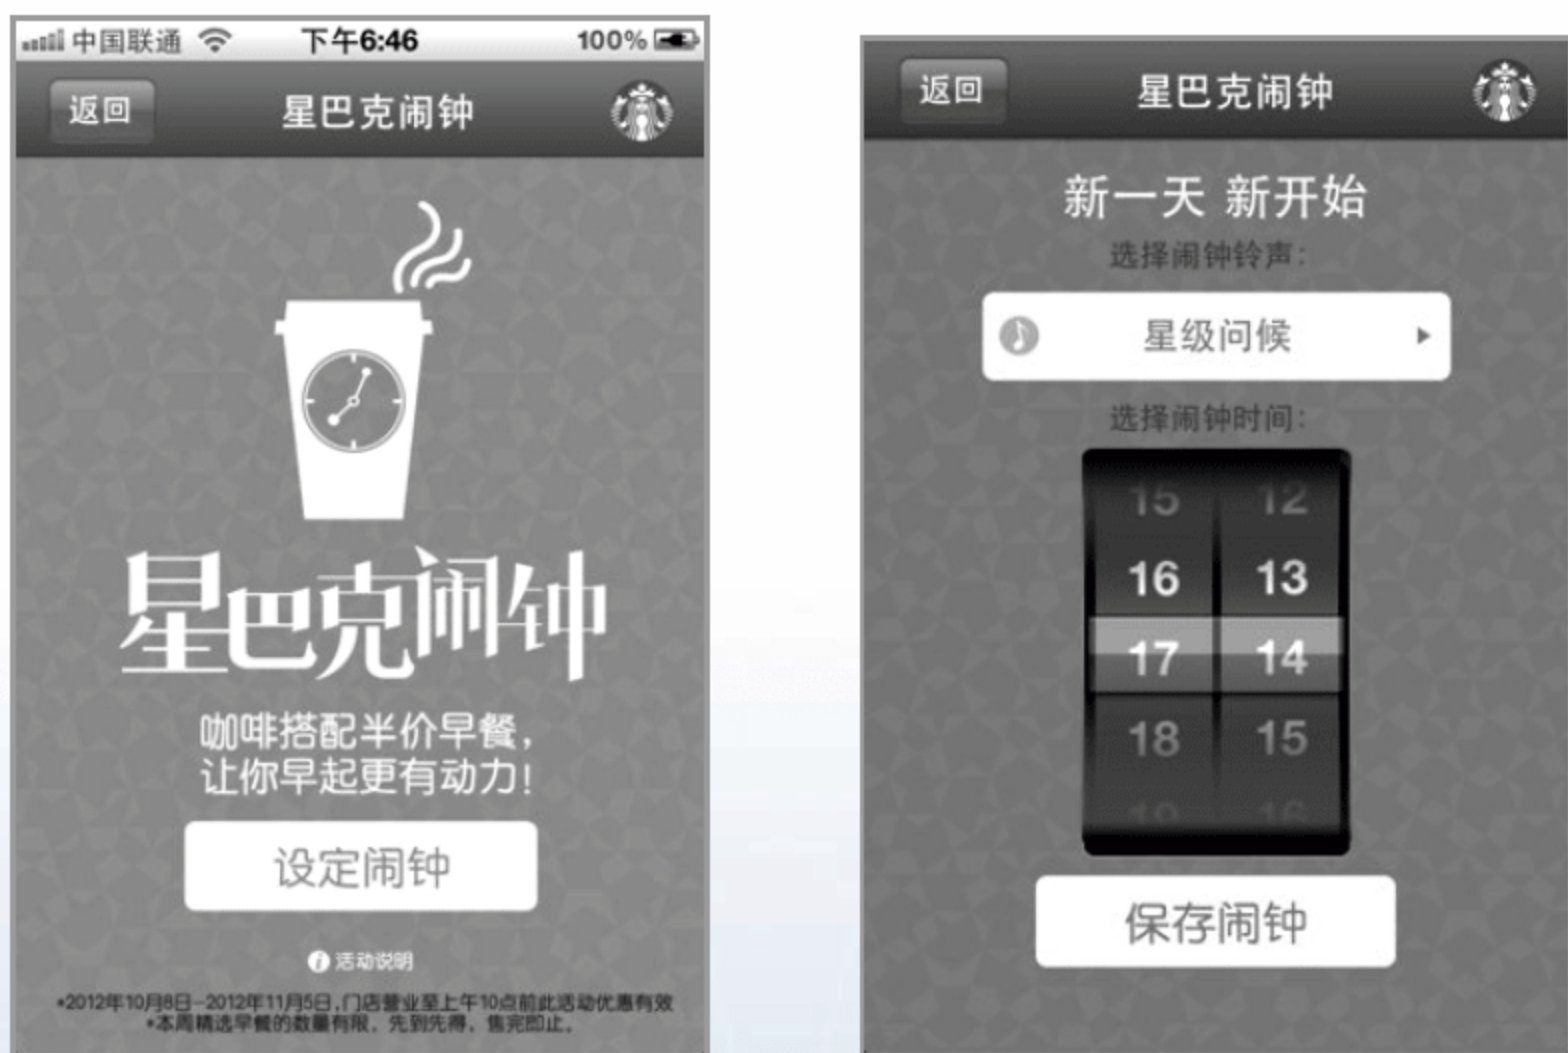 中国联通 下午6:46 100%
返回 星巴克闹钟
星巴克闹钟
咖啡搭配半价早餐，
让你早起更有动力！
设定闹钟
i 活动说明
*2012年10月8日-2012年11月5日，门店营业至上午10点前此活动优惠有效
*本周精选早餐的数量有限，先到先得，售完即止。
返回 星巴克闹钟
新一天 新开始
选择闹钟铃声：
星级问候
选择闹钟时间：
15 12
16 13
17 14
18 15
19 16
保存闹钟